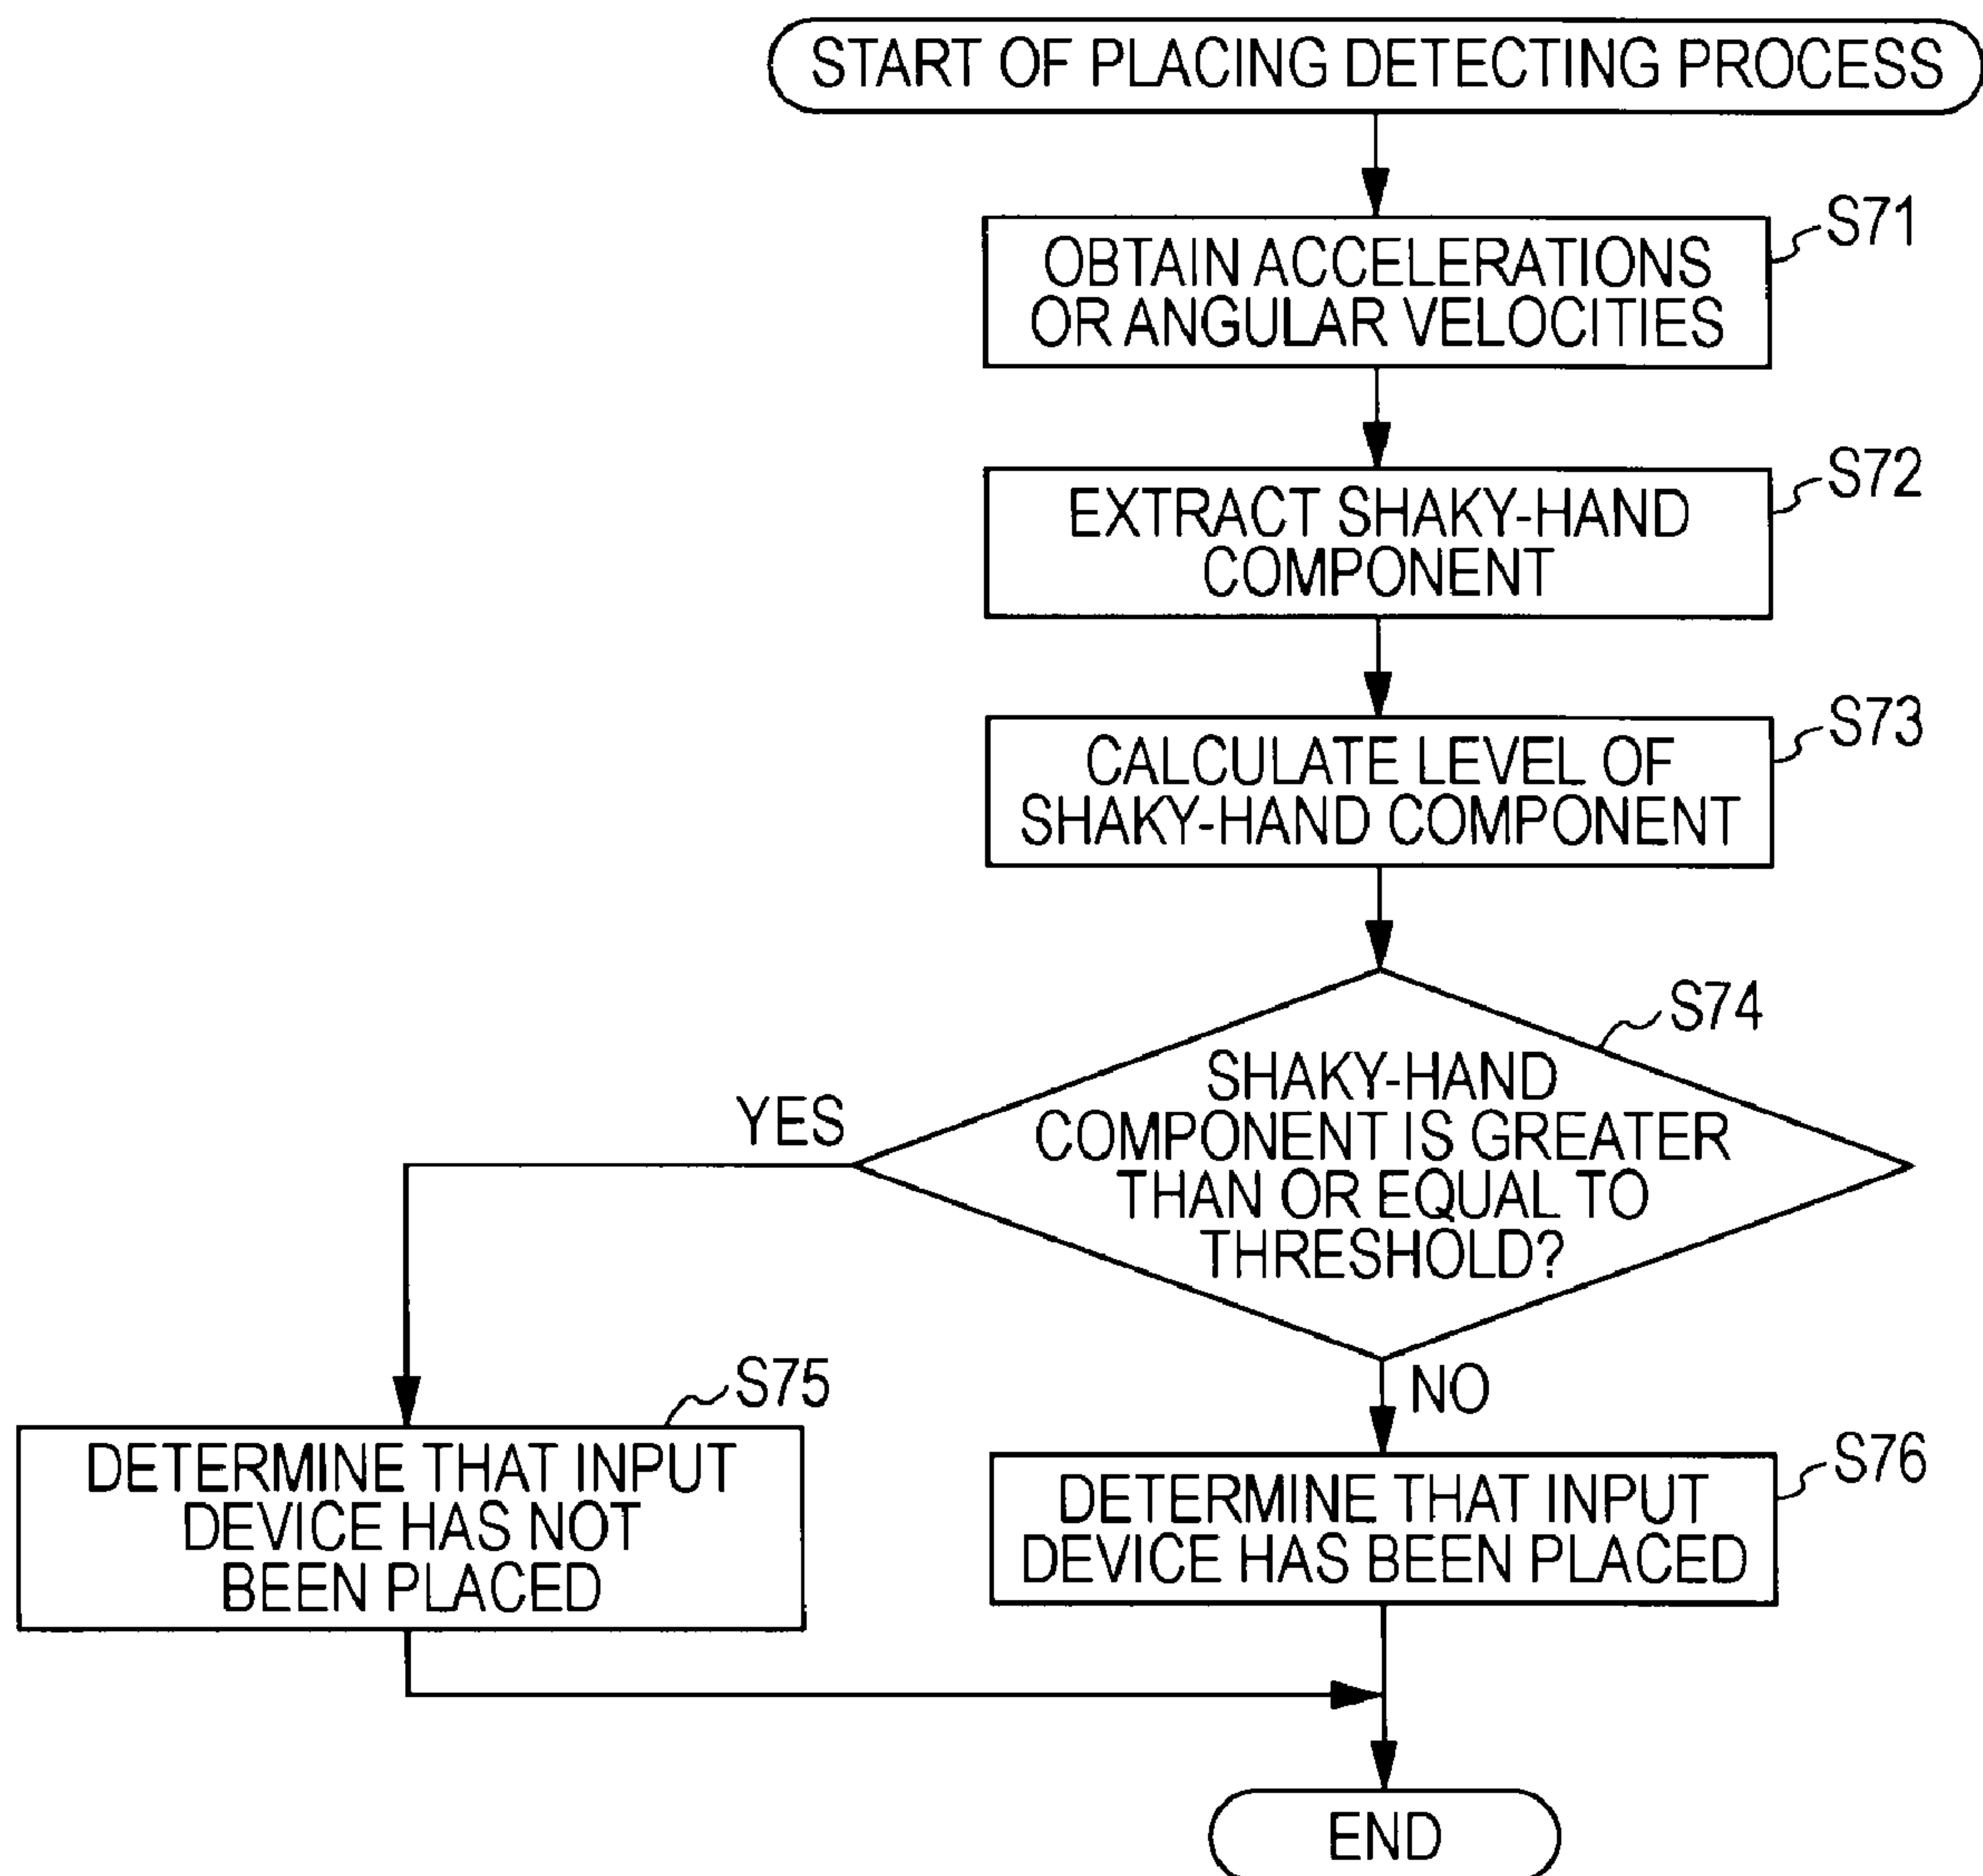 START OF PLACING DETECTING PROCESS
S71
OBTAIN ACCELERATIONS
OR ANGULAR VELOCITIES
S72
EXTRACT SHAKY-HAND
COMPONENT
S73
CALCULATE LEVEL OF
SHAKY-HAND COMPONENT
S74
SHAKY-HAND
COMPONENT IS GREATER
THAN OR EQUAL TO
THRESHOLD?
YES
NO
S75
DETERMINE THAT INPUT
DEVICE HAS NOT
BEEN PLACED
S76
DETERMINE THAT INPUT
DEVICE HAS BEEN PLACED
END